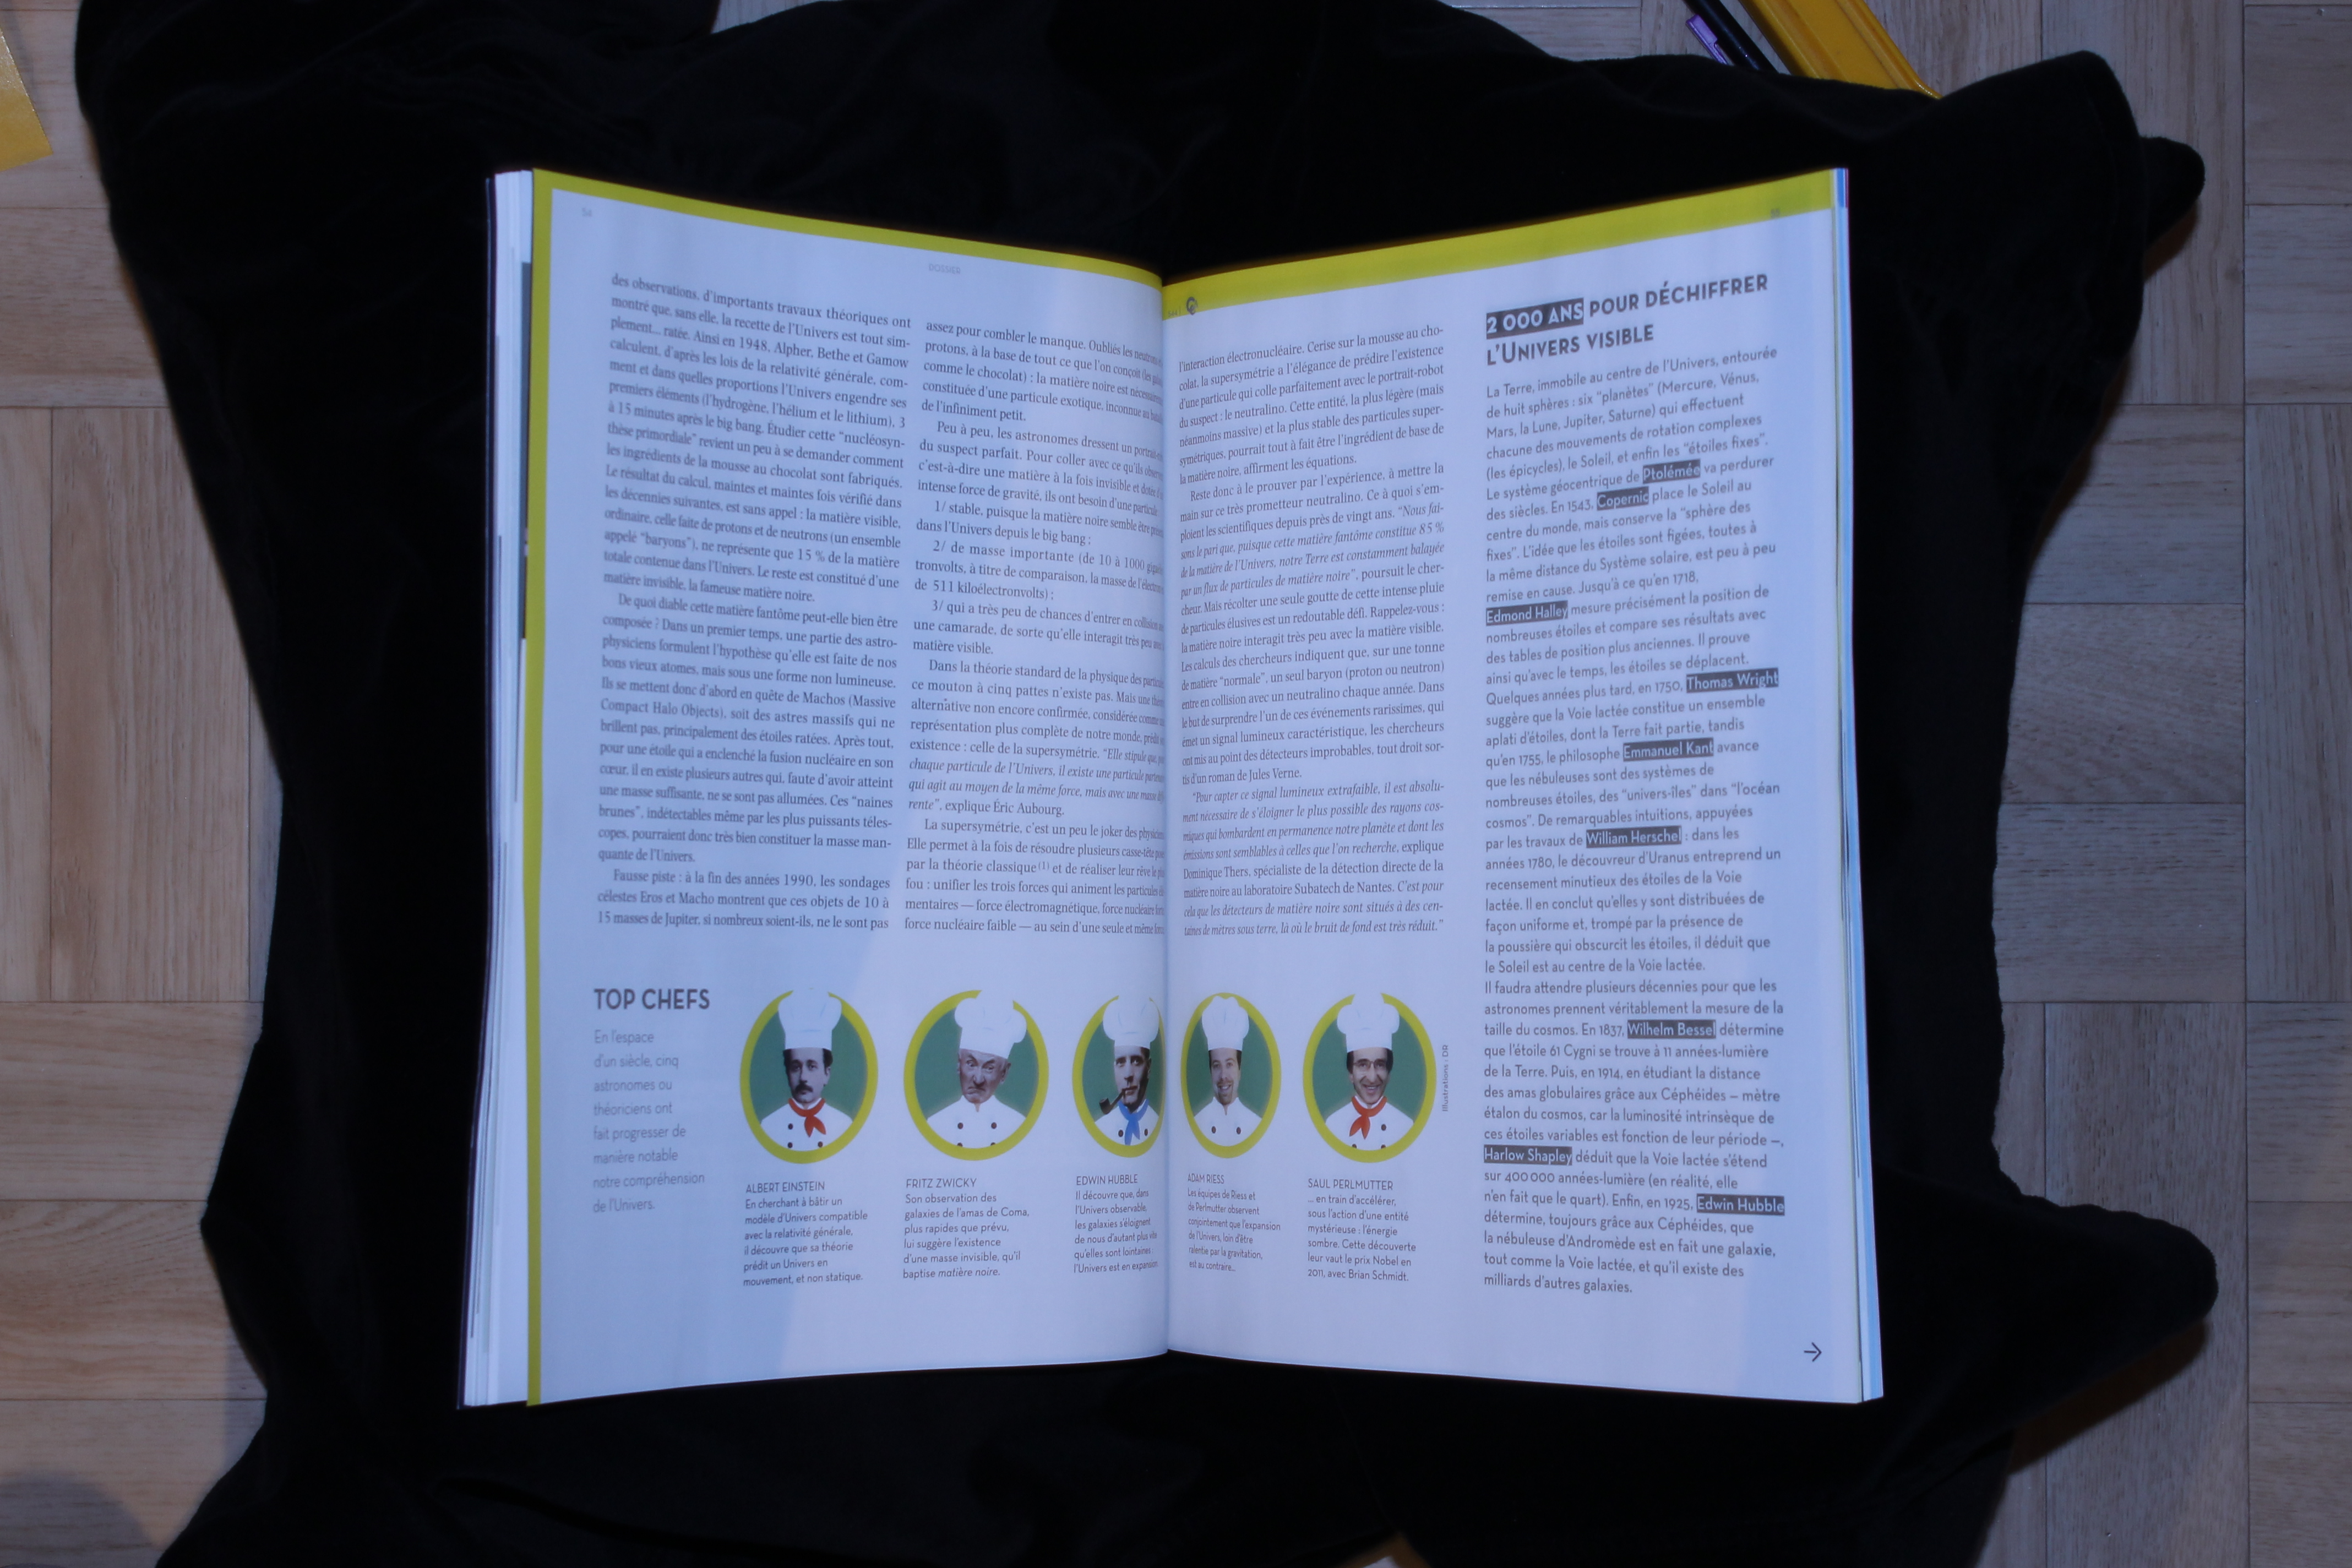 54
DOSSIER
des observations, d'importants travaux théoriques ont
montré que, sans elle, la recette de l'Univers est tout sim-
plement... ratée. Ainsi en 1948, Alpher, Bethe et Gamow
calculent, d'après les lois de la relativité générale, com-
ment et dans quelles proportions l'Univers engendre ses
premiers éléments (l'hydrogène, l'hélium et le lithium), 3
à 15 minutes après le big bang. Étudier cette "nucléosyn-
thèse primordiale" revient un peu à se demander comment
les ingrédients de la mousse au chocolat sont fabriqués.
Le résultat du calcul, maintes et maintes fois vérifié dans
les décennies suivantes, est sans appel : la matière visible,
ordinaire, celle faite de protons et de neutrons (un ensemble
appelé "baryons"), ne représente que 15 % de la matière
totale contenue dans l'Univers. Le reste est constitué d'une
matière invisible, la fameuse matière noire.
De quoi diable cette matière fantôme peut-elle bien être
composée ? Dans un premier temps, une partie des astro-
physiciens formulent l'hypothèse qu'elle est faite de nos
bons vieux atomes, mais sous une forme non lumineuse.
Ils se mettent donc d'abord en quête de Machos (Massive
Compact Halo Objects), soit des astres massifs qui ne
brillent pas, principalement des étoiles ratées. Après tout,
pour une étoile qui a enclenché la fusion nucléaire en son
cœur, il en existe plusieurs autres qui, faute d'avoir atteint
une masse suffisante, ne se sont pas allumées. Ces "naines
brunes", indétectables même par les plus puissants téles-
copes, pourraient donc très bien constituer la masse man-
quante de l'Univers.
Fausse piste : à la fin des années 1990, les sondages
célestes Eros et Macho montrent que ces objets de 10 à
15 masses de Jupiter, si nombreux soient-ils, ne le sont pas
assez pour combler le manque. Oubliés les
protons, à la base de tout ce que l'on conçoit
comme le chocolat) : la matière noire est
constituée d'une particule exotique, inconnue au
de l'infiniment petit.
Peu à peu, les astronomes dressent un
du suspect parfait. Pour coller avec ce qu'ils
c'est-à-dire une matière à la fois invisible et
intense force de gravité, ils ont besoin d'une particule
1/ stable, puisque la matière noire semble être
dans l'Univers depuis le big bang ;
2/ de masse importante (de 10 à 1000
tronvolts, à titre de comparaison, la masse de
de 511 kiloélectronvolts) ;
3/ qui a très peu de chances d'entrer en
une camarade, de sorte qu'elle interagit très peu
matière visible.
Dans la théorie standard de la physique des
ce mouton à cinq pattes n'existe pas. Mais une
alternative non encore confirmée, considérée
représentation plus complète de notre monde,
existence : celle de la supersymétrie. "Elle stipule que
chaque particule de l'Univers, il existe une particule
qui agit au moyen de la même force, mais avec une masse
rente", explique Éric Aubourg.
La supersymétrie, c'est un peu le joker des
Elle permet à la fois de résoudre plusieurs casse-tête
par la théorie classique(1) et de réaliser leur rêve le
fou : unifier les trois forces qui animent les particules
mentaires — force électromagnétique, force nucléaire
force nucléaire faible — au sein d'une seule et même
TOP CHEFS
En l'espace
d'un siècle, cinq
astronomes ou
théoriciens ont
fait progresser de
manière notable
notre compréhension
de l'Univers.
ALBERT EINSTEIN
En cherchant à bâtir un
modèle d'Univers compatible
avec la relativité générale,
il découvre que sa théorie
prédit un Univers en
mouvement, et non statique.
FRITZ ZWICKY
Son observation des
galaxies de l'amas de Coma,
plus rapides que prévu,
lui suggère l'existence
d'une masse invisible, qu'il
baptise matière noire.
EDWIN HUBBLE
Il découvre que, dans
l'Univers observable,
les galaxies s'éloignent
de nous d'autant plus vite
qu'elles sont lointaines :
l'Univers est en expansion
l'interaction électronucléaire. Cerise sur la mousse au cho-
colat, la supersymétrie a l'élégance de prédire l'existence
d'une particule qui colle parfaitement avec le portrait-robot
du suspect : le neutralino. Cette entité, la plus légère (mais
néanmoins massive) et la plus stable des particules super-
symétriques, pourrait tout à fait être l'ingrédient de base de
la matière noire, affirment les équations.
Reste donc à le prouver par l'expérience, à mettre la
main sur ce très prometteur neutralino. Ce à quoi s'em-
ploient les scientifiques depuis près de vingt ans. "Nous fai-
sons le pari que, puisque cette matière fantôme constitue 85 %
de la matière de l'Univers, notre Terre est constamment balayée
par un flux de particules de matière noire", poursuit le cher-
cheur. Mais récolter une seule goutte de cette intense pluie
de particules élusives est un redoutable défi. Rappelez-vous :
la matière noire interagit très peu avec la matière visible.
Les calculs des chercheurs indiquent que, sur une tonne
de matière "normale", un seul baryon (proton ou neutron)
entre en collision avec un neutralino chaque année. Dans
le but de surprendre l'un de ces événements rarissimes, qui
émet un signal lumineux caractéristique, les chercheurs
ont mis au point des détecteurs improbables, tout droit sor-
tis d'un roman de Jules Verne.
"Pour capter ce signal lumineux extrafaible, il est absolu-
ment nécessaire de s'éloigner le plus possible des rayons cos-
miques qui bombardent en permanence notre planète et dont les
émissions sont semblables à celles que l'on recherche, explique
Dominique Thers, spécialiste de la détection directe de la
matière noire au laboratoire Subatech de Nantes. C'est pour
cela que les détecteurs de matière noire sont situés à des cen-
taines de mètres sous terre, là où le bruit de fond est très réduit."
ADAM RIESS
Les équipes de Riess et
de Perlmutter observent
conjointement que l'expansion
de l'Univers, loin d'être
ralentie par la gravitation,
est au contraire...
SAUL PERLMUTTER
... en train d'accélérer,
sous l'action d'une entité
mystérieuse : l'énergie
sombre. Cette découverte
leur vaut le prix Nobel en
2011, avec Brian Schmidt.
Illustrations : DR
2 000 ANS POUR DÉCHIFFRER
L'UNIVERS VISIBLE
La Terre, immobile au centre de l'Univers, entourée
de huit sphères : six "planètes" (Mercure, Vénus,
Mars, la Lune, Jupiter, Saturne) qui effectuent
chacune des mouvements de rotation complexes
(les épicycles), le Soleil, et enfin les "étoiles fixes".
Le système géocentrique de Ptolémée va perdurer
des siècles. En 1543, Copernic place le Soleil au
centre du monde, mais conserve la "sphère des
fixes". L'idée que les étoiles sont figées, toutes à
la même distance du Système solaire, est peu à peu
remise en cause. Jusqu'à ce qu'en 1718,
Edmond Halley mesure précisément la position de
nombreuses étoiles et compare ses résultats avec
des tables de position plus anciennes. Il prouve
ainsi qu'avec le temps, les étoiles se déplacent.
Quelques années plus tard, en 1750, Thomas Wright
suggère que la Voie lactée constitue un ensemble
aplati d'étoiles, dont la Terre fait partie, tandis
qu'en 1755, le philosophe Emmanuel Kant avance
que les nébuleuses sont des systèmes de
nombreuses étoiles, des "univers-îles" dans "l'océan
cosmos". De remarquables intuitions, appuyées
par les travaux de William Herschel : dans les
années 1780, le découvreur d'Uranus entreprend un
recensement minutieux des étoiles de la Voie
lactée. Il en conclut qu'elles y sont distribuées de
façon uniforme et, trompé par la présence de
la poussière qui obscurcit les étoiles, il déduit que
le Soleil est au centre de la Voie lactée.
Il faudra attendre plusieurs décennies pour que les
astronomes prennent véritablement la mesure de la
taille du cosmos. En 1837, Wilhelm Bessel détermine
que l'étoile 61 Cygni se trouve à 11 années-lumière
de la Terre. Puis, en 1914, en étudiant la distance
des amas globulaires grâce aux Céphéides – mètre
étalon du cosmos, car la luminosité intrinsèque de
ces étoiles variables est fonction de leur période –,
Harlow Shapley déduit que la Voie lactée s'étend
sur 400 000 années-lumière (en réalité, elle
n'en fait que le quart). Enfin, en 1925, Edwin Hubble
détermine, toujours grâce aux Céphéides, que
la nébuleuse d'Andromède est en fait une galaxie,
tout comme la Voie lactée, et qu'il existe des
milliards d'autres galaxies.